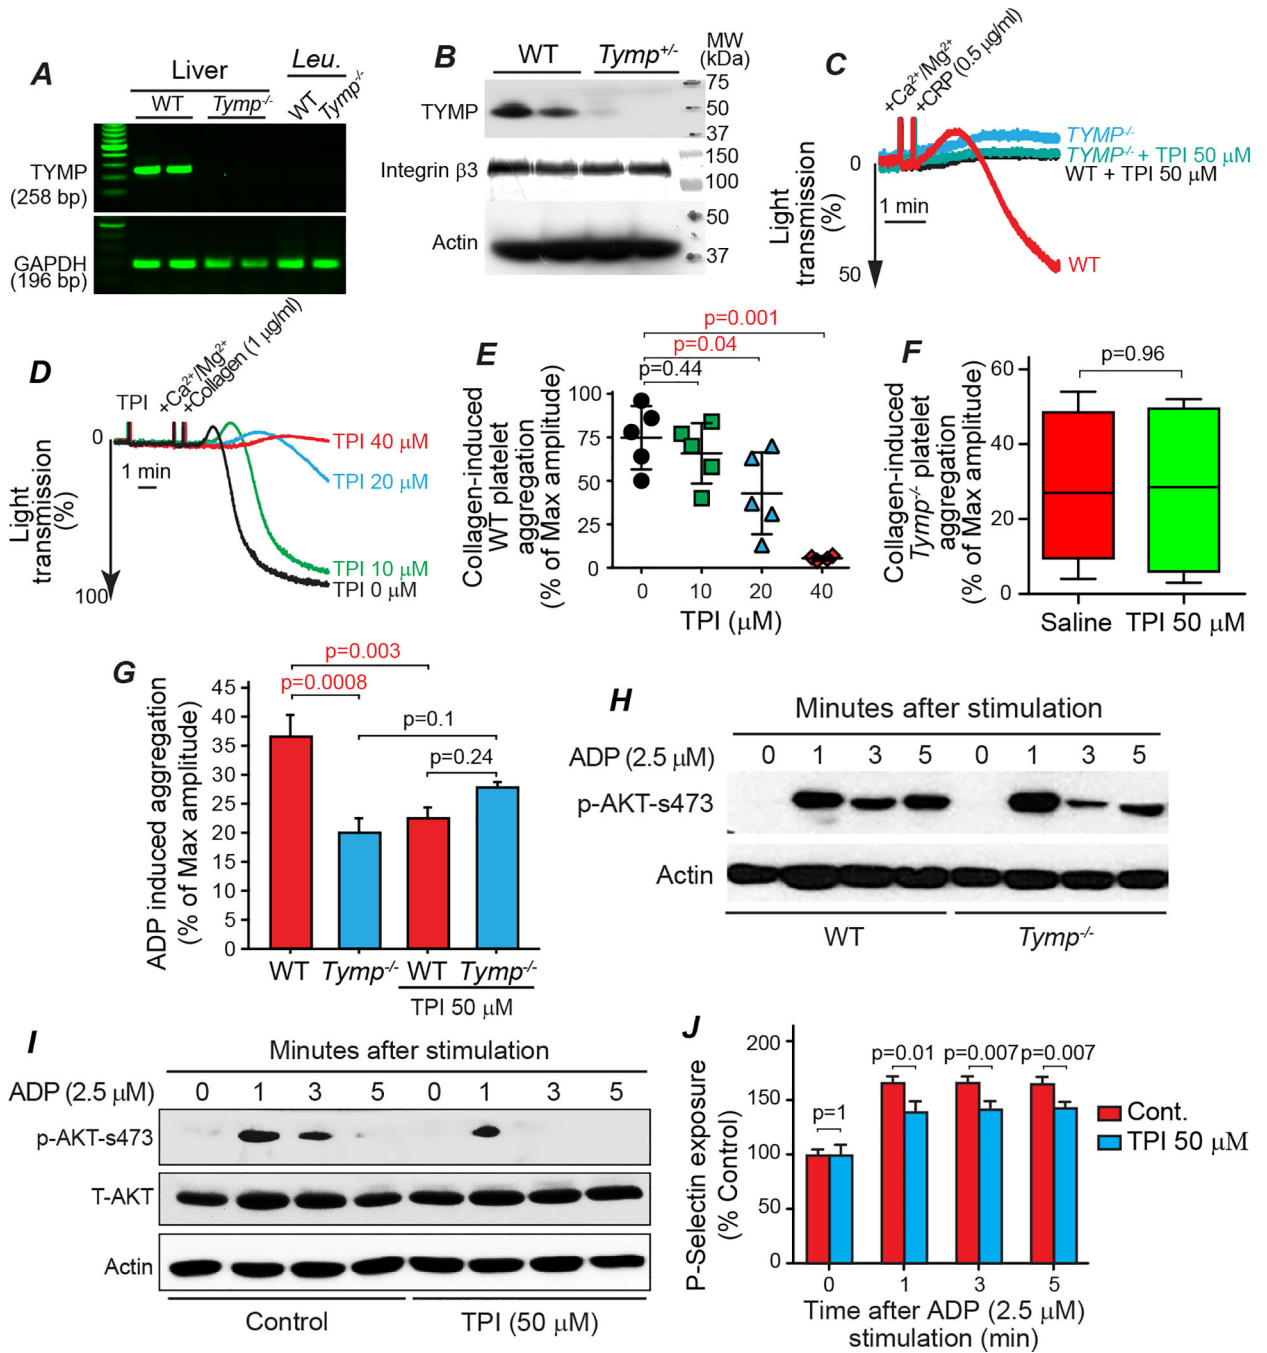 A
Liver
Leu.
WT
Tymp-/-
WT
Tymp-/-
TYMP
(258 bp)
GAPDH
(196 bp)
B
WT
Tymp+/-
MW
(kDa)
75
TYMP
50
37
150
Integrin β3
100
50
Actin
37
C
+Ca2+/Mg2+
+CRP (0.5 μg/ml)
Light
transmission
(%)
0
50
1 min
TYMP-/-
TYMP-/- + TPI 50 μM
WT + TPI 50 μM
WT
D
TPI
+Ca2+/Mg2+
+Collagen (1 μg/ml)
Light
transmission
(%)
0
100
1 min
TPI 40 μM
TPI 20 μM
TPI 10 μM
TPI 0 μM
E
p=0.001
p=0.04
p=0.44
Collagen-induced
WT platelet
aggregation
(% of Max amplitude)
100
75
50
25
0
0 10 20 40
TPI (μM)
F
p=0.96
Collagen-induced
Tymp-/- platelet
aggregation
(% of Max amplitude)
60
40
20
0
Saline TPI 50 μM
G
p=0.003
p=0.0008
p=0.1
p=0.24
ADP induced aggregation
(% of Max amplitude)
45
40
35
30
25
20
15
10
5
0
WT Tymp-/- WT Tymp-/-
TPI 50 μM
H
Minutes after stimulation
ADP (2.5 μM) 0 1 3 5 0 1 3 5
p-AKT-s473
Actin
WT Tymp-/-
I
Minutes after stimulation
ADP (2.5 μM) 0 1 3 5 0 1 3 5
p-AKT-s473
T-AKT
Actin
Control TPI (50 μM)
J
P-Selectin exposure
(% Control)
200
150
100
50
0
p=1
p=0.01 p=0.007 p=0.007
Cont.
TPI 50 μM
0 1 3 5
Time after ADP (2.5 μM)
stimulation (min)